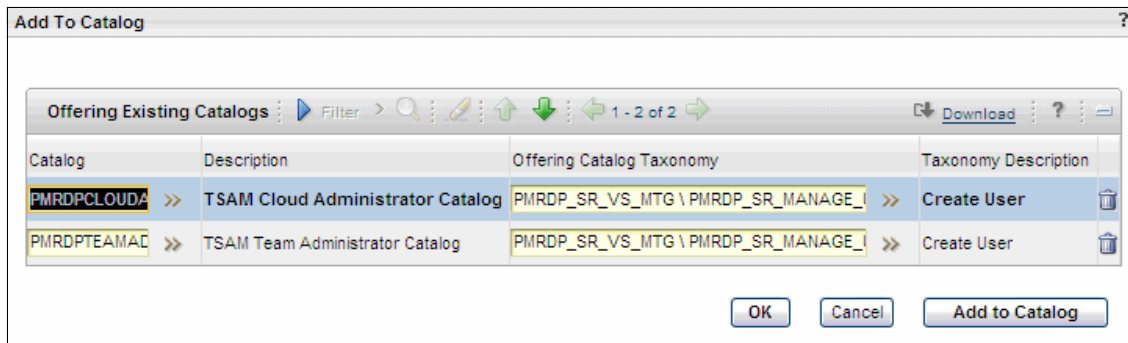 Add To Catalog ?
Offering Existing Catalogs Filter 1 - 2 of 2 Download ?
Catalog Description Offering Catalog Taxonomy Taxonomy Description
PMRDPCLOUDA TSAM Cloud Administrator Catalog PMRDP_SR_VS_MTG \ PMRDP_SR_MANAGE_U Create User
PMRDPTEAMAD TSAM Team Administrator Catalog PMRDP_SR_VS_MTG \ PMRDP_SR_MANAGE_U Create User
OK Cancel Add to Catalog